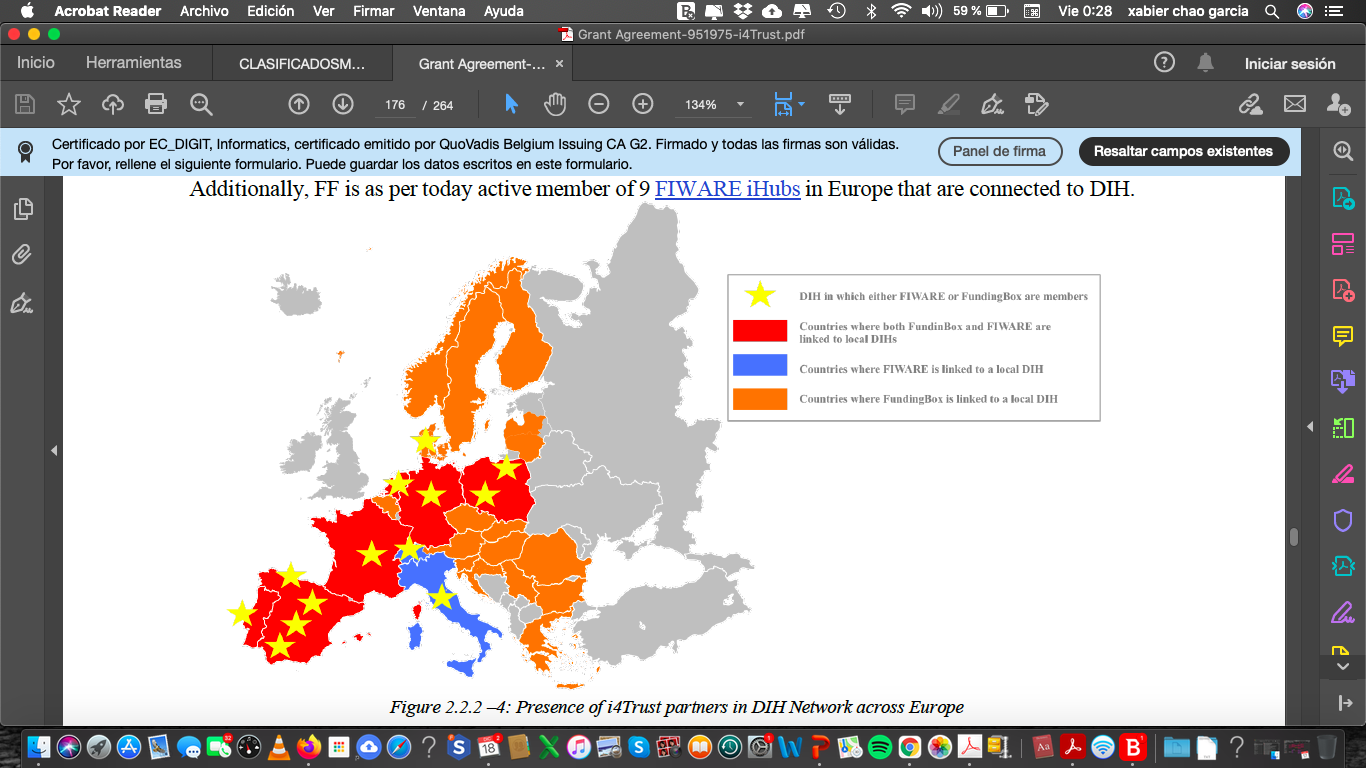 Acrobat Reader Archivo Edición Ver Firmar Ventana Ayuda 59 % Vie 0:28 xabier chao garcia
Grant Agreement-951975-i4Trust.pdf
Inicio Herramientas CLASIFICADOSM... Grant Agreement-... × Iniciar sesión
176 / 264 134%
Certificado por EC_DIGIT, Informatics, certificado emitido por QuoVadis Belgium Issuing CA G2. Firmado y todas las firmas son válidas.
Por favor, rellene el siguiente formulario. Puede guardar los datos escritos en este formulario.
Panel de firma
Resaltar campos existentes
Additionally, FF is as per today active member of 9 FIWARE iHubs in Europe that are connected to DIH.
DIH in which either FIWARE or FundingBox are members
Countries where both FundinBox and FIWARE are
linked to local DIHs
Countries where FIWARE is linked to a local DIH
Countries where FundingBox is linked to a local DIH
Figure 2.2.2 –4: Presence of i4Trust partners in DIH Network across Europe
32
18